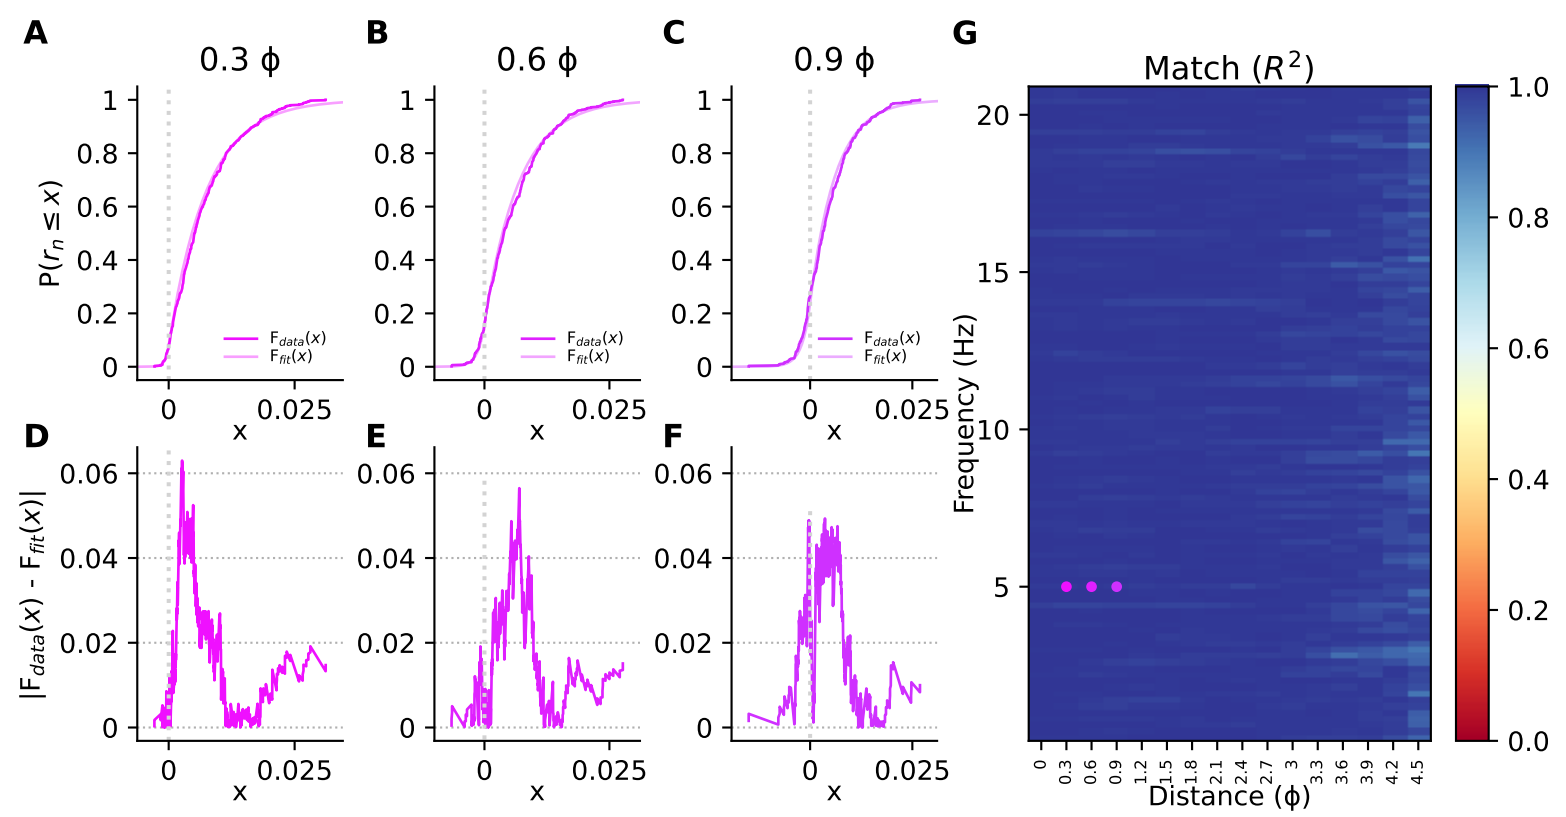 A
B
C
G
0.3 ϕ
0.6 ϕ
0.9 ϕ
Match (R²)
P(rₙ ≤ x)
1
0.8
0.6
0.4
0.2
0
F_data(x)
F_fit(x)
0
0.025
x
1
0.8
0.6
0.4
0.2
0
F_data(x)
F_fit(x)
0
0.025
x
1
0.8
0.6
0.4
0.2
0
F_data(x)
F_fit(x)
0
0.025
x
D
E
F
|F_data(x) - F_fit(x)|
0.06
0.04
0.02
0
0
0.025
x
0.06
0.04
0.02
0
0
0.025
x
0.06
0.04
0.02
0
0
0.025
x
Frequency (Hz)
20
15
10
5
0 0.3 0.6 0.9 1.2 1.5 1.8 2.1 2.4 2.7 3 3.3 3.6 3.9 4.2 4.5
Distance (ϕ)
1.0
0.8
0.6
0.4
0.2
0.0